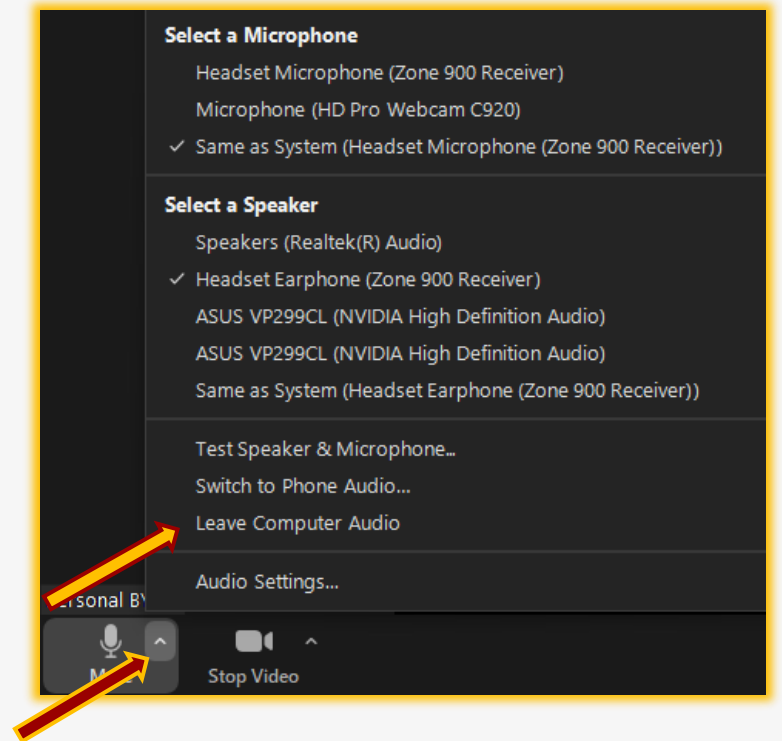 Select a Microphone
Headset Microphone (Zone 900 Receiver)
Microphone (HD Pro Webcam C920)
Same as System (Headset Microphone (Zone 900 Receiver))
Select a Speaker
Speakers (Realtek(R) Audio)
Headset Earphone (Zone 900 Receiver)
ASUS VP299CL (NVIDIA High Definition Audio)
ASUS VP299CL (NVIDIA High Definition Audio)
Same as System (Headset Earphone (Zone 900 Receiver))
Test Speaker & Microphone...
Switch to Phone Audio...
Leave Computer Audio
Audio Settings...
Stop Video